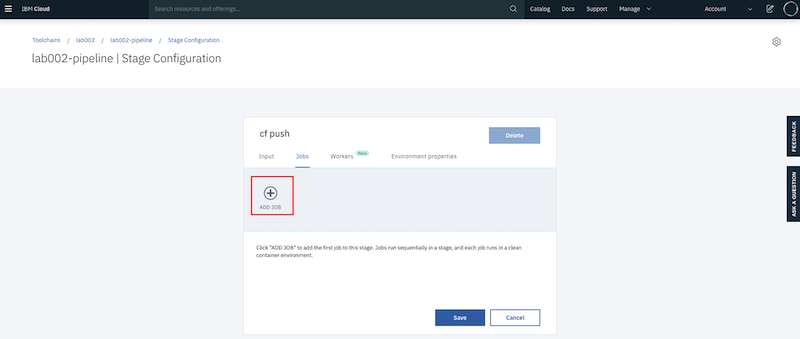 IBM Cloud
Search resources and offerings...
Catalog
Docs
Support
Manage
Account
Toolchains / lab002 / lab002-pipeline / Stage Configuration
lab002-pipeline | Stage Configuration
cf push
Delete
Input
Jobs
Workers
New
Environment properties
ADD JOB
Click "ADD JOB" to add the first job to this stage. Jobs run sequentially in a stage, and each job runs in a clean
container environment.
Save
Cancel
FEEDBACK
ASK A QUESTION